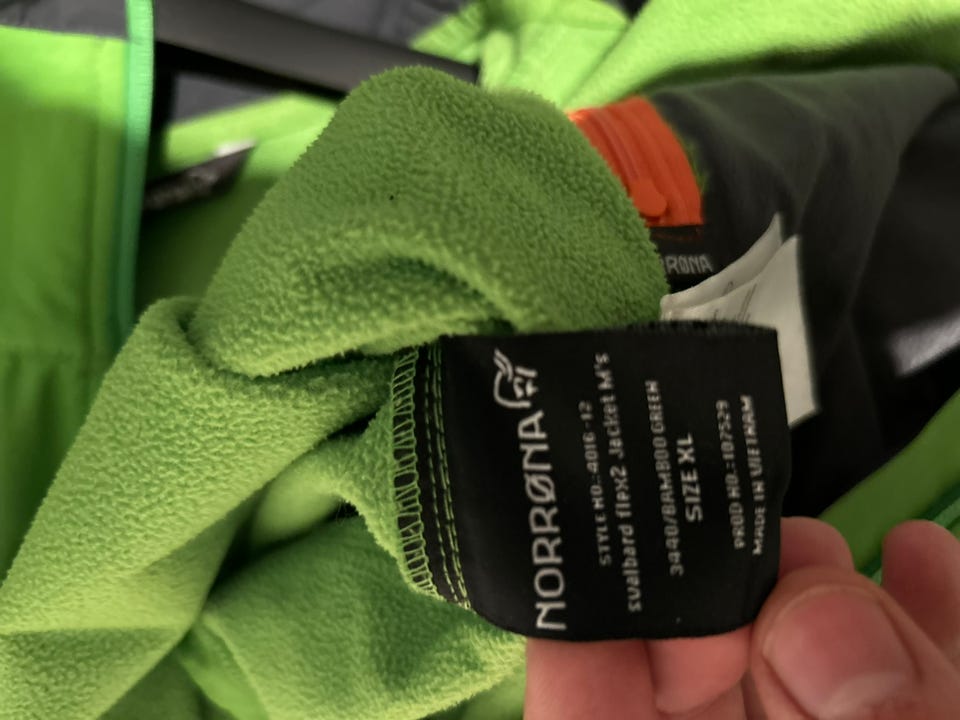 NORRØNA
STYLE NO.:4016-12
svalbard flex2 Jacket M's
3440/BAMBOO GREEN
SIZE XL
PROD NO.:107529
MADE IN VIETNAM
RØNA